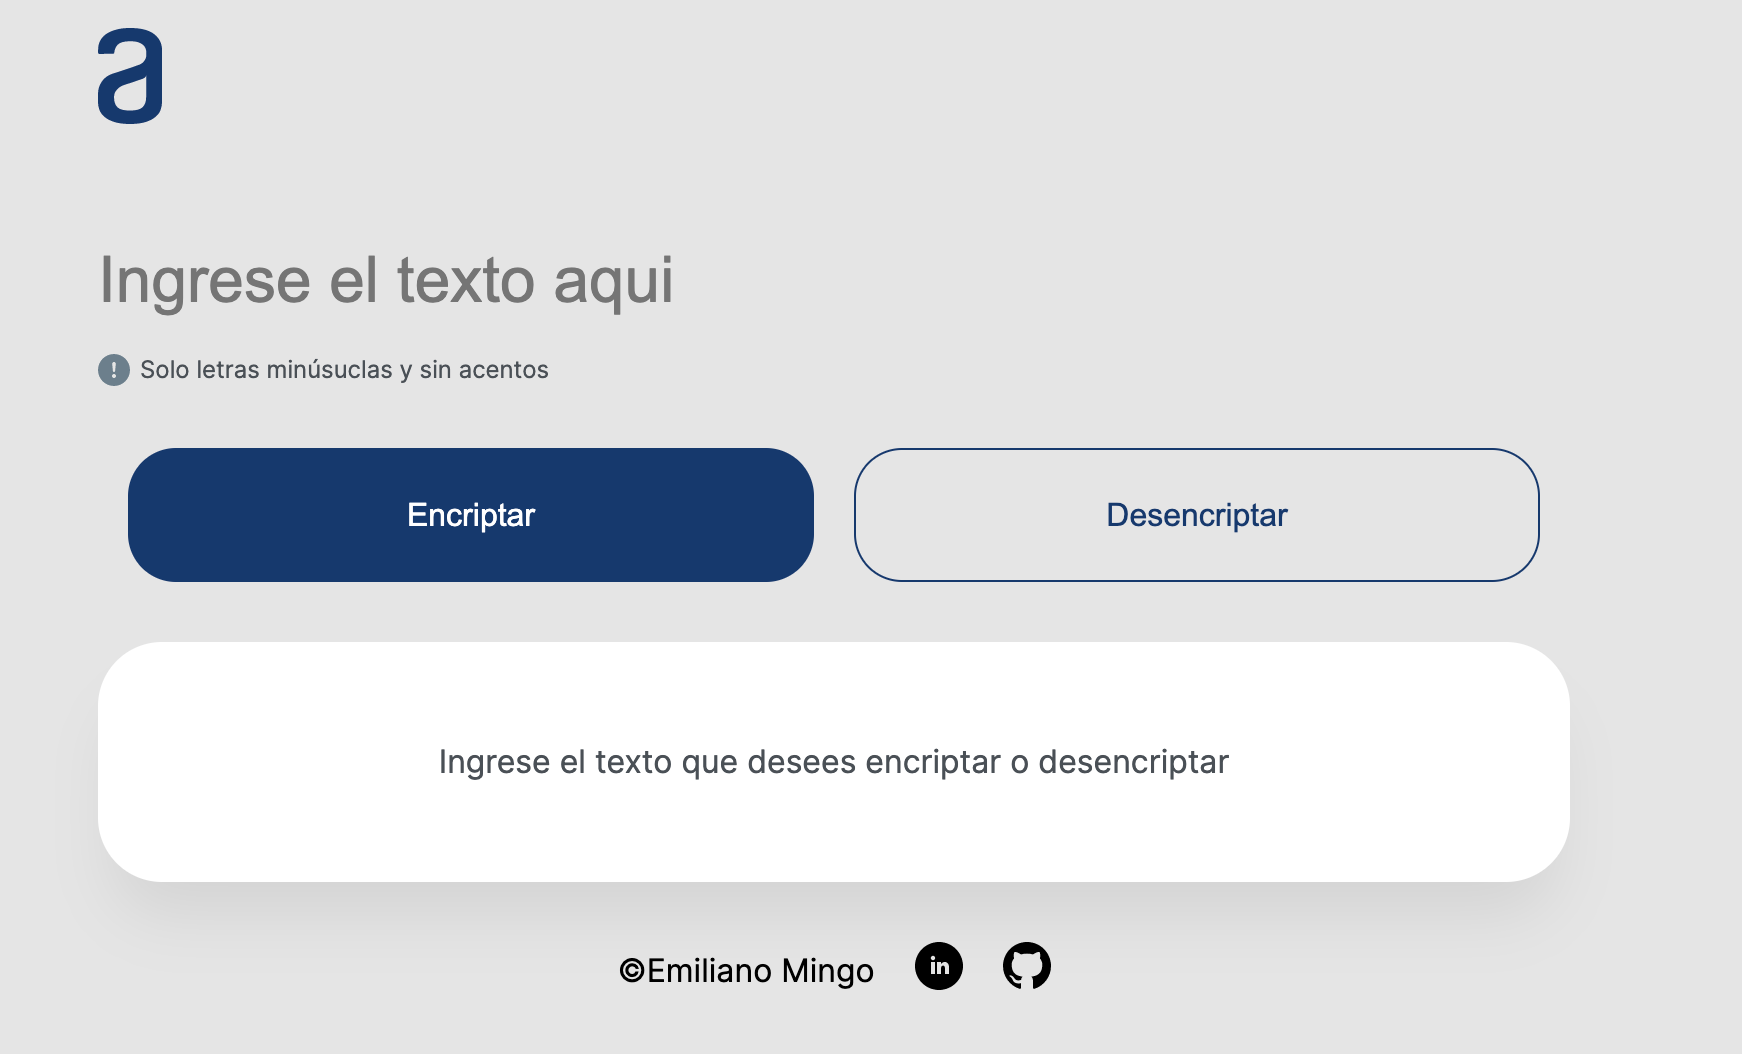 a
Ingrese el texto aqui
Solo letras minúsuclas y sin acentos
Encriptar
Desencriptar
Ingrese el texto que desees encriptar o desencriptar
©Emiliano Mingo
in